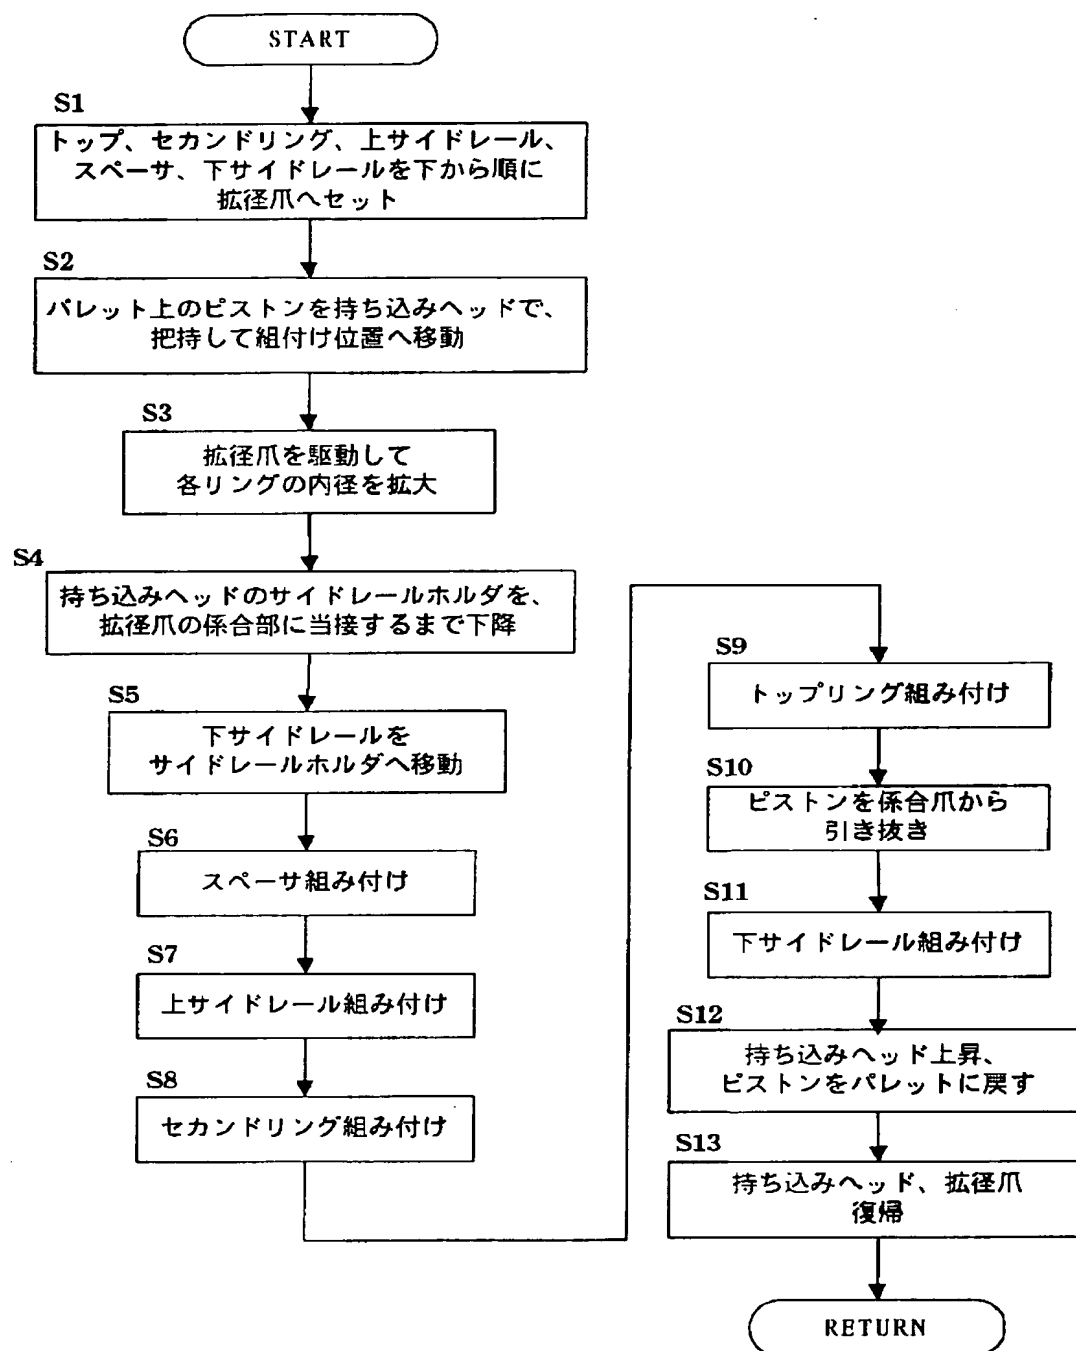 START
S1
トップ、セカンドリング、上サイドレール、
スペーサ、下サイドレールを下から順に
拡径爪へセット
S2
パレット上のピストンを持ち込みヘッドで、
把持して組付け位置へ移動
S3
拡径爪を駆動して
各リングの内径を拡大
S4
持ち込みヘッドのサイドレールホルダを、
拡径爪の係合部に当接するまで下降
S5
下サイドレールを
サイドレールホルダへ移動
S6
スペーサ組み付け
S7
上サイドレール組み付け
S8
セカンドリング組み付け
S9
トップリング組み付け
S10
ピストンを係合爪から
引き抜き
S11
下サイドレール組み付け
S12
持ち込みヘッド上昇、
ピストンをパレットに戻す
S13
持ち込みヘッド、拡径爪
復帰
RETURN